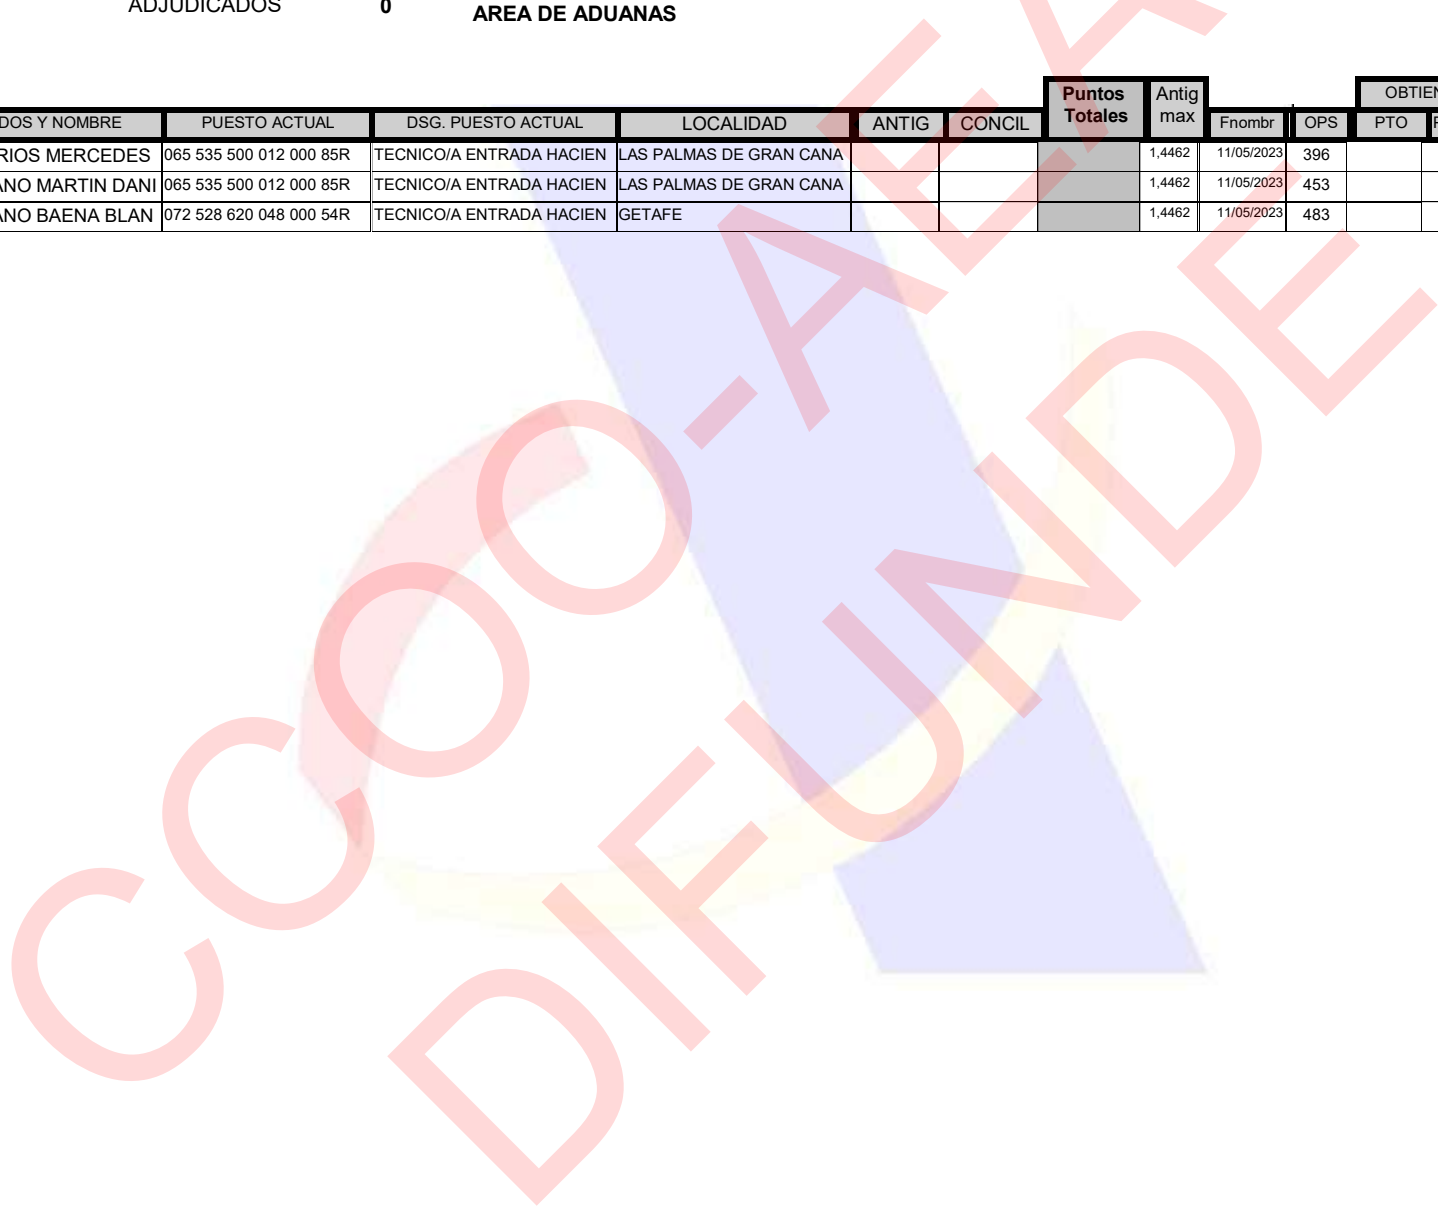 ADJUDICADOS 0 AREA DE ADUANAS
Puntos Totales Antig max
DOS Y NOMBRE PUESTO ACTUAL DSG. PUESTO ACTUAL LOCALIDAD ANTIG CONCIL Fnombr OPS PTO
RIOS MERCEDES 065 535 500 012 000 85R TECNICO/A ENTRADA HACIEN LAS PALMAS DE GRAN CANA 1,4462 11/05/2023 396
ANO MARTIN DANI 065 535 500 012 000 85R TECNICO/A ENTRADA HACIEN LAS PALMAS DE GRAN CANA 1,4462 11/05/2023 453
ANO BAENA BLAN 072 528 620 048 000 54R TECNICO/A ENTRADA HACIEN GETAFE 1,4462 11/05/2023 483
CCOO-AEA
DIFUNDE